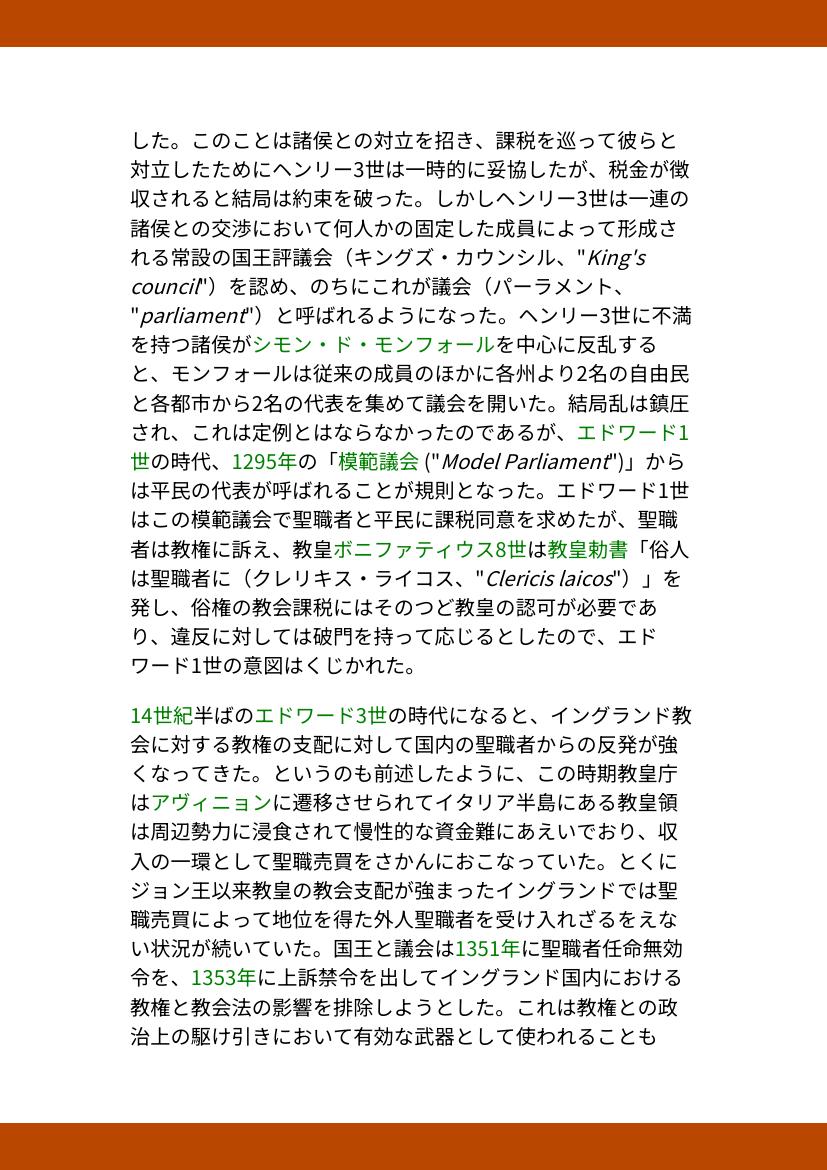 した。このことは諸侯との対立を招き、課税を巡って彼らと
対立したためにヘンリー3世は一時的に妥協したが、税金が徴
収されると結局は約束を破った。しかしヘンリー3世は一連の
諸侯との交渉において何人かの固定した成員によって形成さ
れる常設の国王評議会（キングズ・カウンシル、"King's
council"）を認め、のちにこれが議会（パーラメント、
"parliament"）と呼ばれるようになった。ヘンリー3世に不満
を持つ諸侯がシモン・ド・モンフォールを中心に反乱する
と、モンフォールは従来の成員のほかに各州より2名の自由民
と各都市から2名の代表を集めて議会を開いた。結局乱は鎮圧
され、これは定例とはならなかったのであるが、エドワード1
世の時代、1295年の「模範議会 ("Model Parliament")」から
は平民の代表が呼ばれることが規則となった。エドワード1世
はこの模範議会で聖職者と平民に課税同意を求めたが、聖職
者は教権に訴え、教皇ボニファティウス8世は教皇勅書「俗人
は聖職者に（クレリキス・ライコス、"Clericis laicos"）」を
発し、俗権の教会課税にはそのつど教皇の認可が必要であ
り、違反に対しては破門を持って応じるとしたので、エド
ワード1世の意図はくじかれた。
14世紀半ばのエドワード3世の時代になると、イングランド教
会に対する教権の支配に対して国内の聖職者からの反発が強
くなってきた。というのも前述したように、この時期教皇庁
はアヴィニョンに遷移させられてイタリア半島にある教皇領
は周辺勢力に浸食されて慢性的な資金難にあえいでおり、収
入の一環として聖職売買をさかんにおこなっていた。とくに
ジョン王以来教皇の教会支配が強まったイングランドでは聖
職売買によって地位を得た外人聖職者を受け入れざるをえな
い状況が続いていた。国王と議会は1351年に聖職者任命無効
令を、1353年に上訴禁令を出してイングランド国内における
教権と教会法の影響を排除しようとした。これは教権との政
治上の駆け引きにおいて有効な武器として使われることも